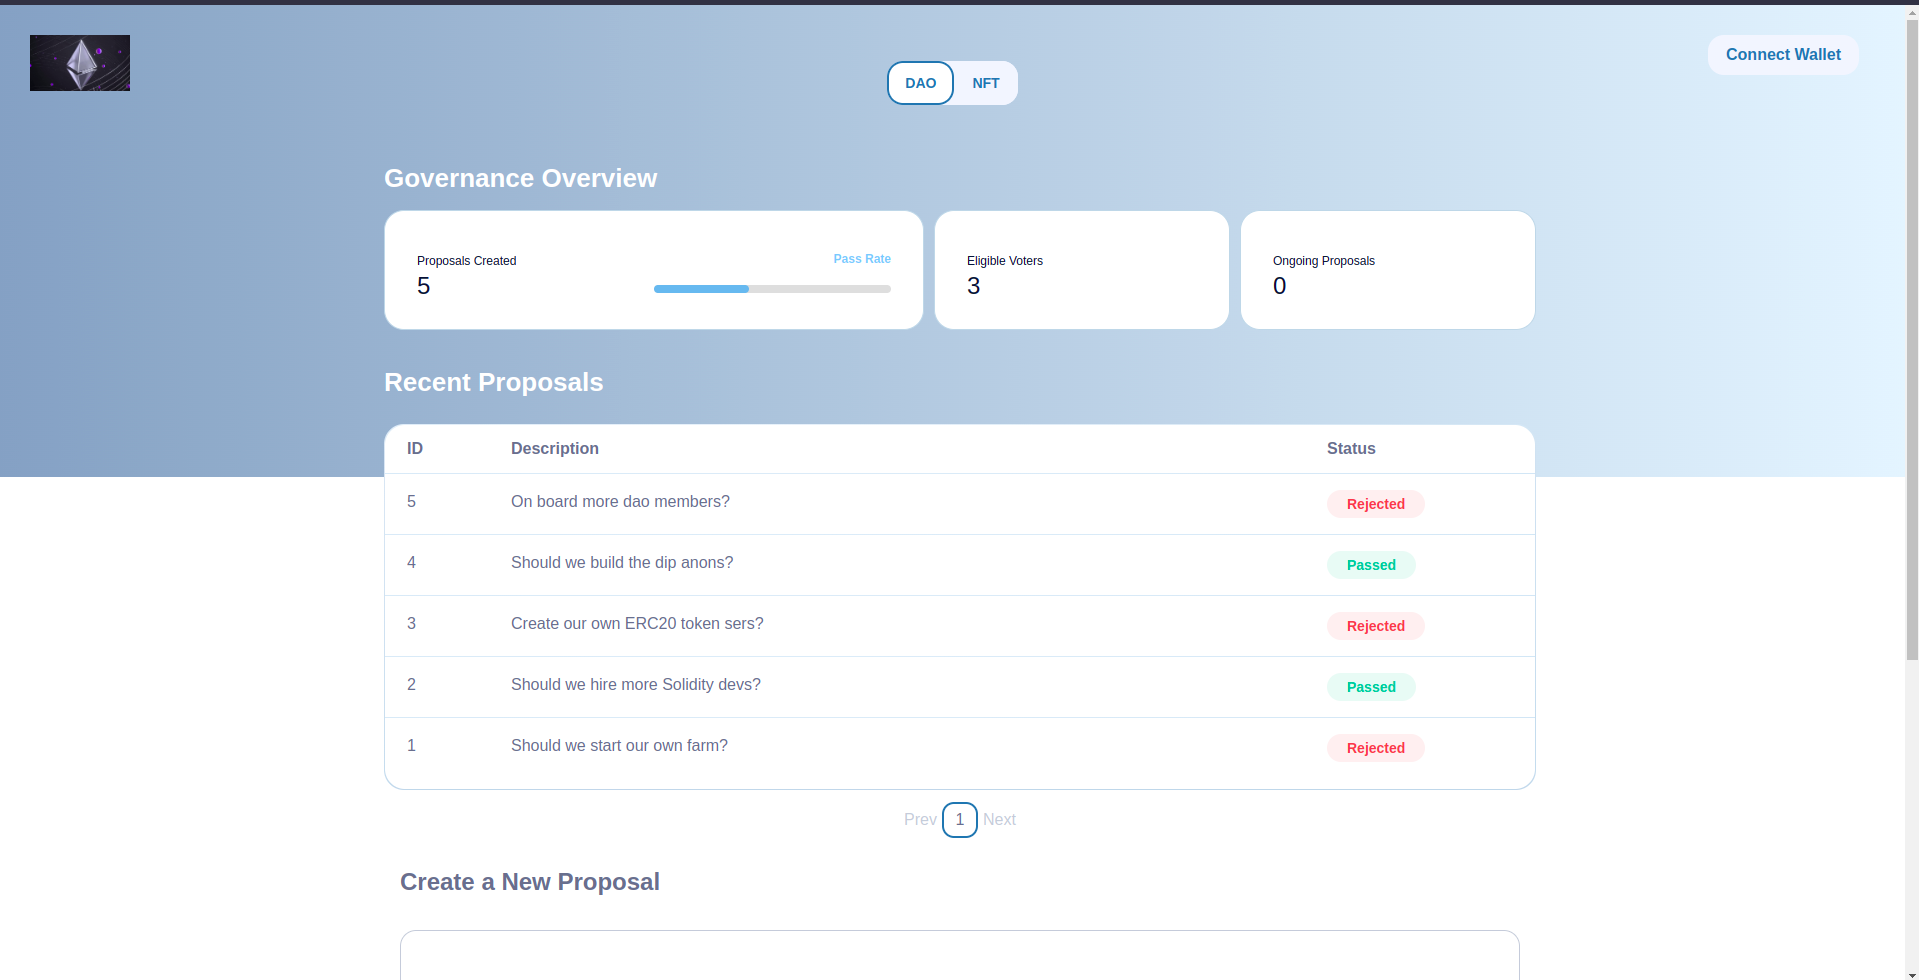 Connect Wallet
DAO NFT
Governance Overview
Proposals Created
5
Pass Rate
Eligible Voters
3
Ongoing Proposals
0
Recent Proposals
ID Description Status
5 On board more dao members? Rejected
4 Should we build the dip anons? Passed
3 Create our own ERC20 token sers? Rejected
2 Should we hire more Solidity devs? Passed
1 Should we start our own farm? Rejected
Prev 1 Next
Create a New Proposal